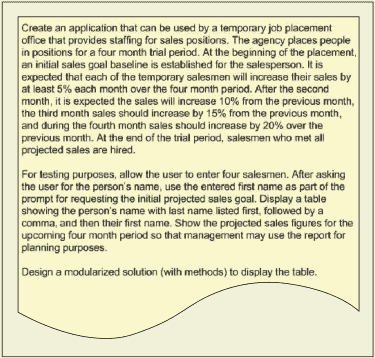 Create an application that can be used by a temporary job placement
office that provides staffing for sales positions. The agency places people
in positions for a four month trial period. At the beginning of the placement,
an initial sales goal baseline is established for the salesperson. It is
expected that each of the temporary salesmen will increase their sales by
at least 5% each month over the four month period. After the second
month, it is expected the sales will increase 10% from the previous month,
the third month sales should increase by 15% from the previous month,
and during the fourth month sales should increase by 20% over the
previous month. At the end of the trial period, salesmen who met all
projected sales are hired.
For testing purposes, allow the user to enter four salesmen. After asking
the user for the person's name, use the entered first name as part of the
prompt for requesting the initial projected sales goal. Display a table
showing the person's name with last name listed first, followed by a
comma, and then their first name. Show the projected sales figures for the
upcoming four month period so that management may use the report for
planning purposes.
Design a modularized solution (with methods) to display the table.